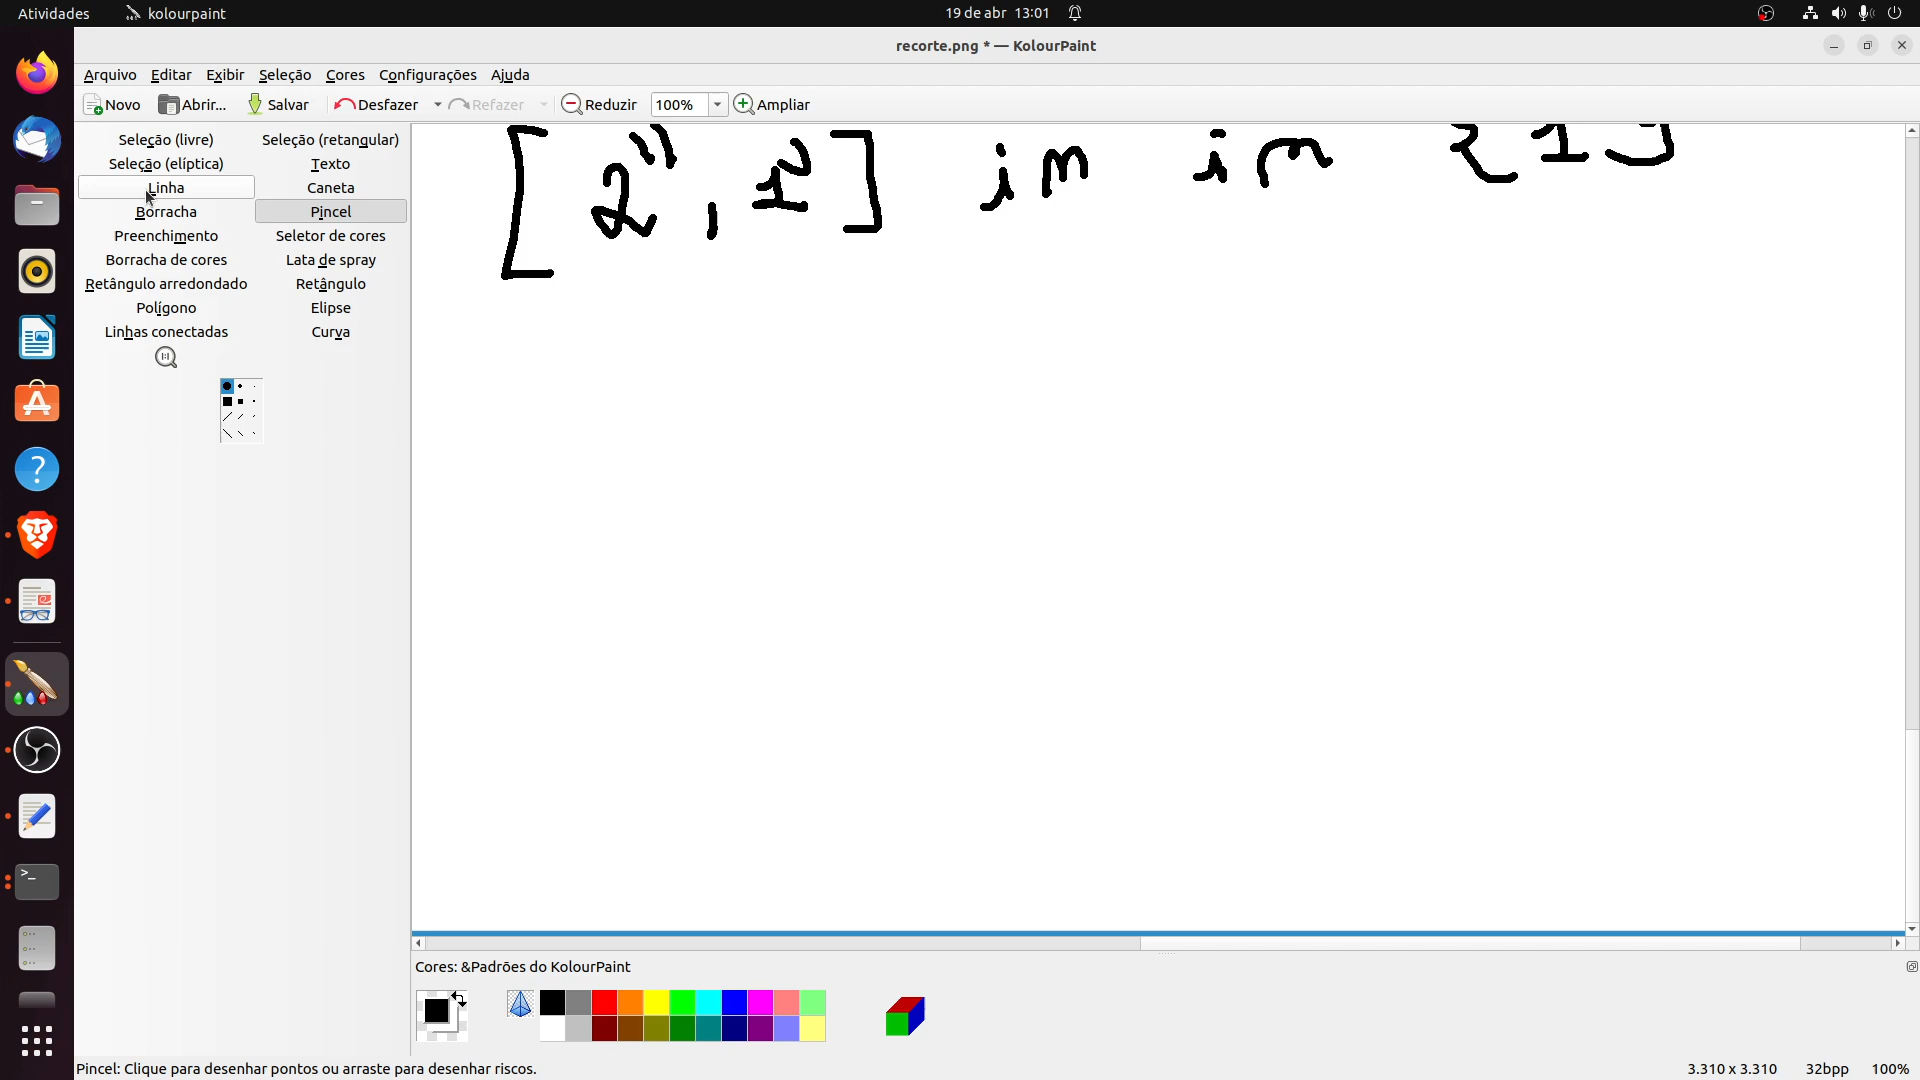 Atividades kolourpaint 19 de abr 13:01
recorte.png * — KolourPaint
Arquivo Editar Exibir Seleção Cores Configurações Ajuda
Novo Abrir... Salvar Desfazer Refazer Reduzir 100% Ampliar
Seleção (livre) Seleção (retangular)
Seleção (elíptica) Texto
Linha Caneta
Borracha Pincel
Preenchimento Seletor de cores
Borracha de cores Lata de spray
Retângulo arredondado Retângulo
Polígono Elipse
Linhas conectadas Curva
Cores: &Padrões do KolourPaint
Pincel: Clique para desenhar pontos ou arraste para desenhar riscos. 3.310 x 3.310 32bpp 100%